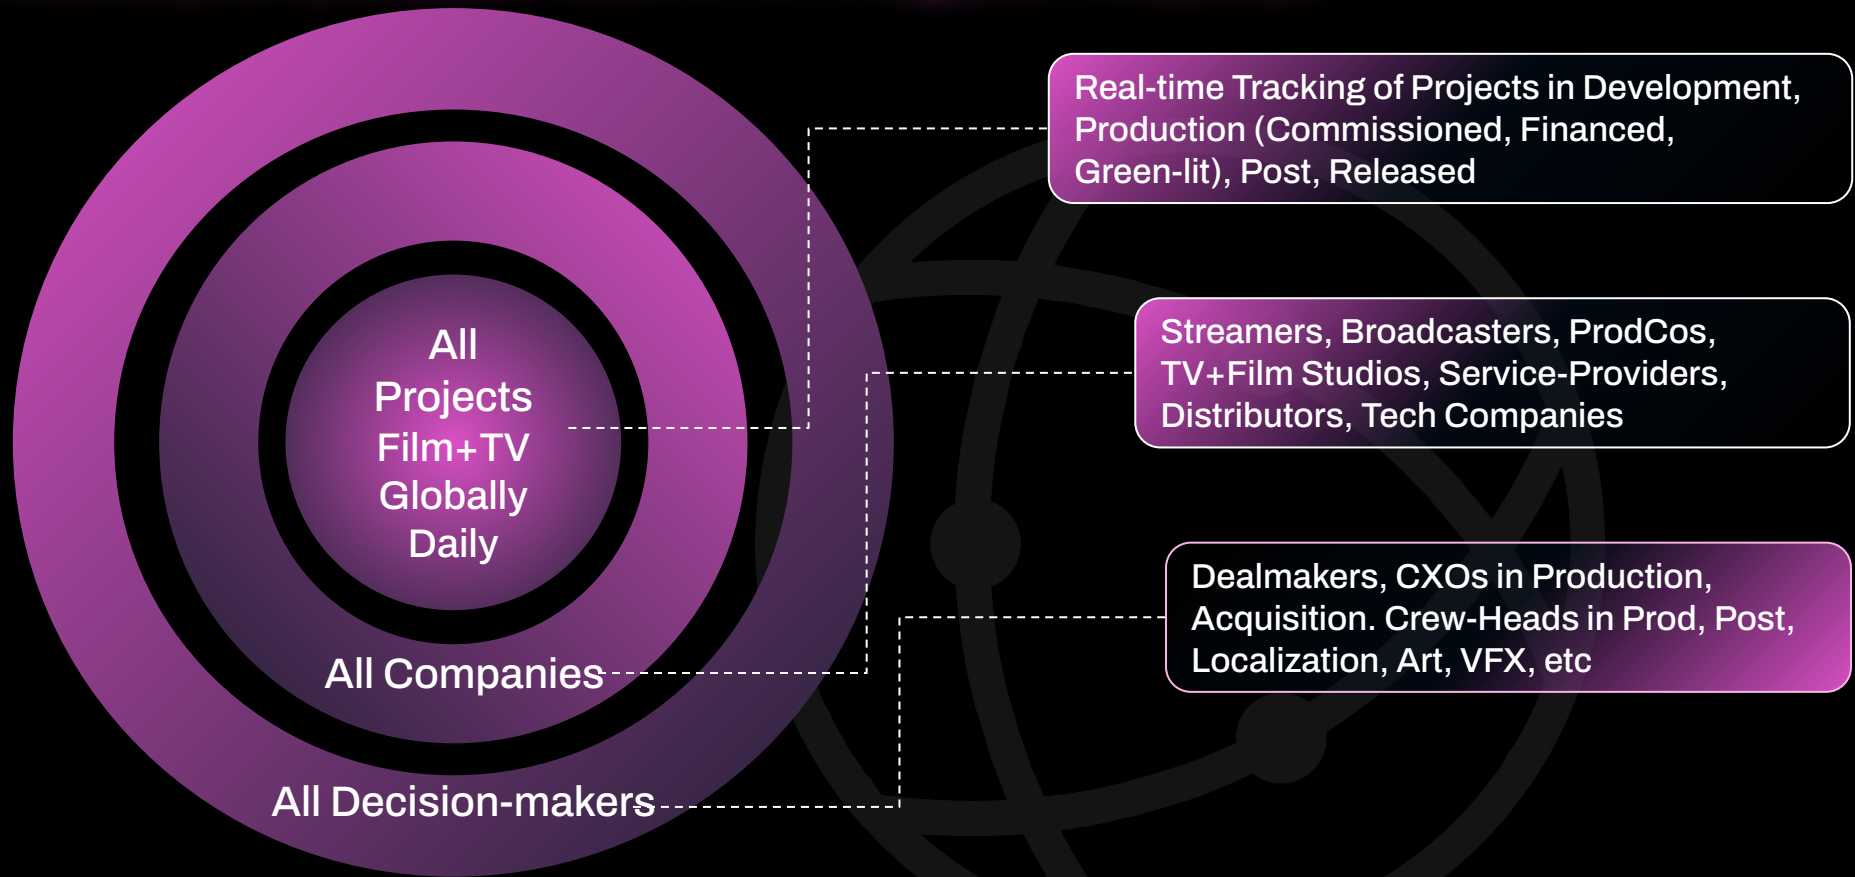 All
Projects
Film+TV
Globally
Daily
All Companies
All Decision-makers
Real-time Tracking of Projects in Development,
Production (Commissioned, Financed,
Green-lit), Post, Released
Streamers, Broadcasters, ProdCos,
TV+Film Studios, Service-Providers,
Distributors, Tech Companies
Dealmakers, CXOs in Production,
Acquisition. Crew-Heads in Prod, Post,
Localization, Art, VFX, etc